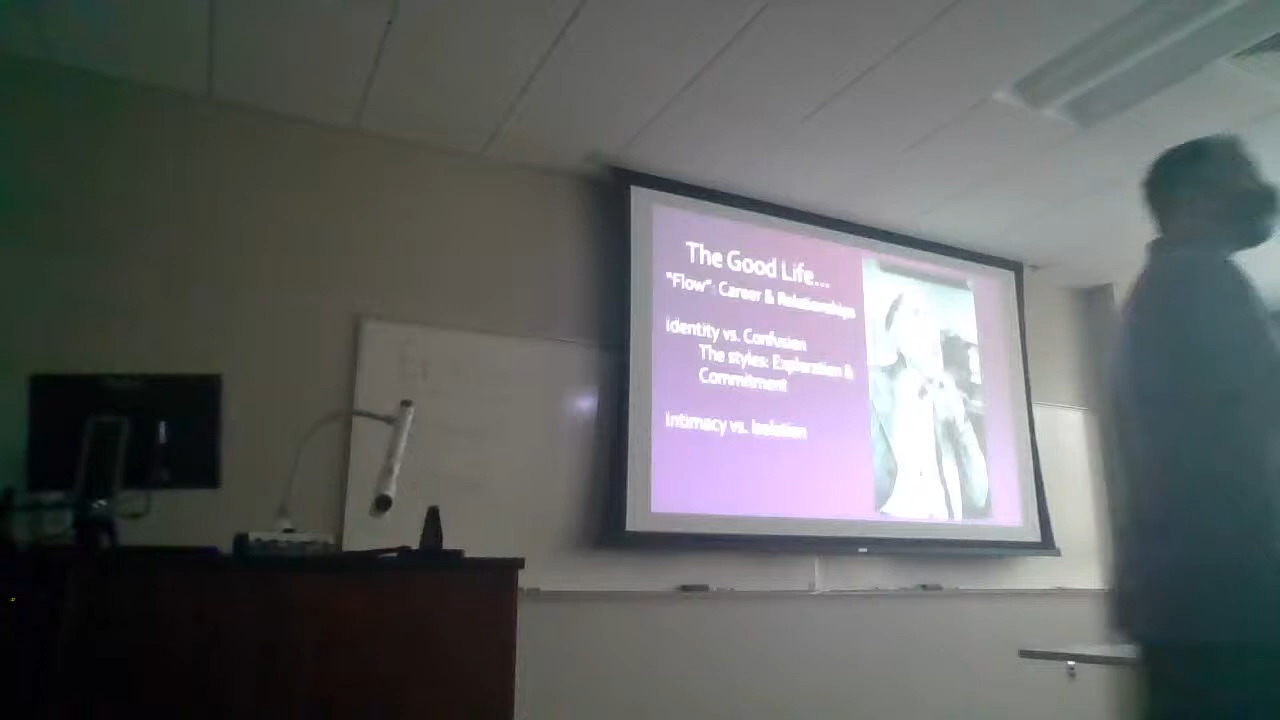 The Good Life...
"Flow": Career & Relationships
Identity vs. Confusion
The styles: Exploration &
Commitment
Intimacy vs. Isolation